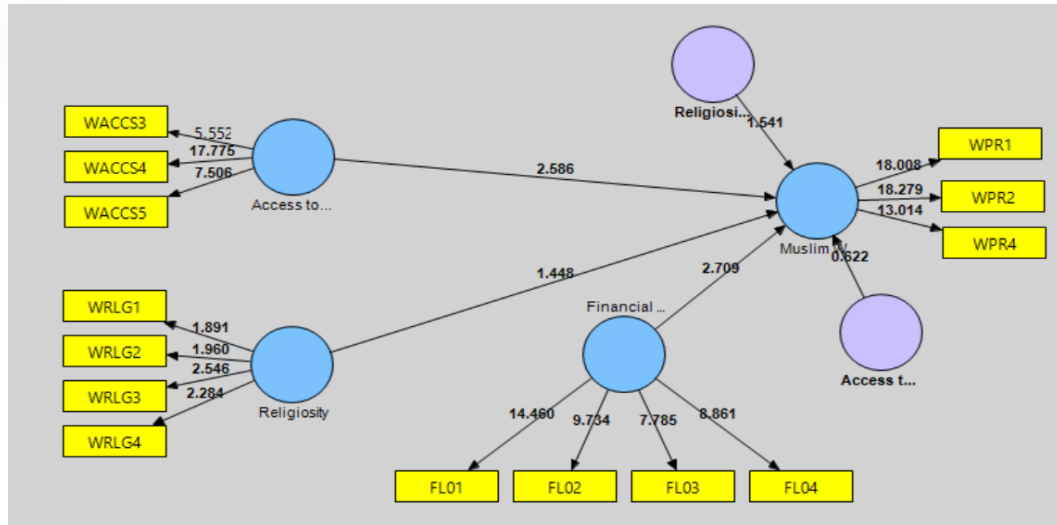 Religiosi...
1.541
WACCS3
5.552
WACCS4
17.775
WACCS5
7.506
Access to...
2.586
WPR1
18.008
WPR2
18.279
WPR4
13.014
Muslim W
0.622
1.448
2.709
Financial ...
WRLG1
1.891
WRLG2
1.960
WRLG3
2.546
WRLG4
2.284
Religiosity
Access t...
14.460
9.734
7.785
8.861
FL01
FL02
FL03
FL04